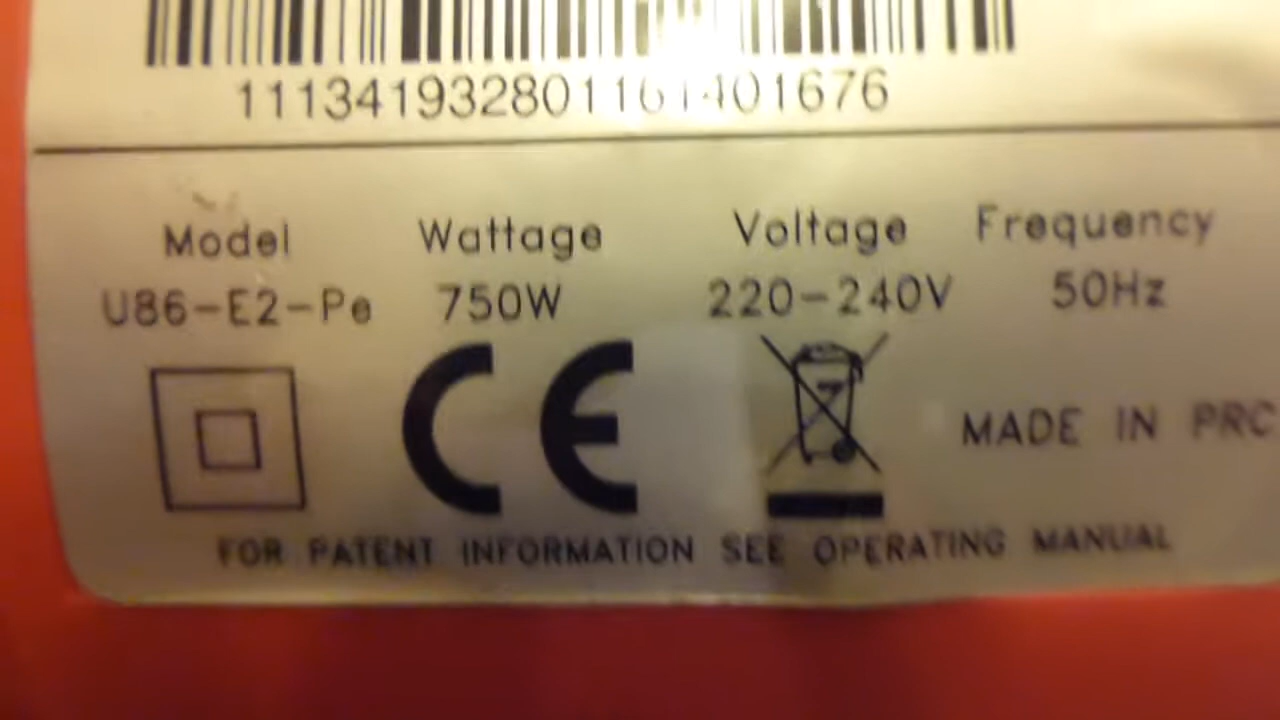 111341932801161401676
Model Wattage Voltage Frequency
U86-E2-Pe 750W 220-240V 50Hz
CE
MADE IN PRC
FOR PATENT INFORMATION SEE OPERATING MANUAL